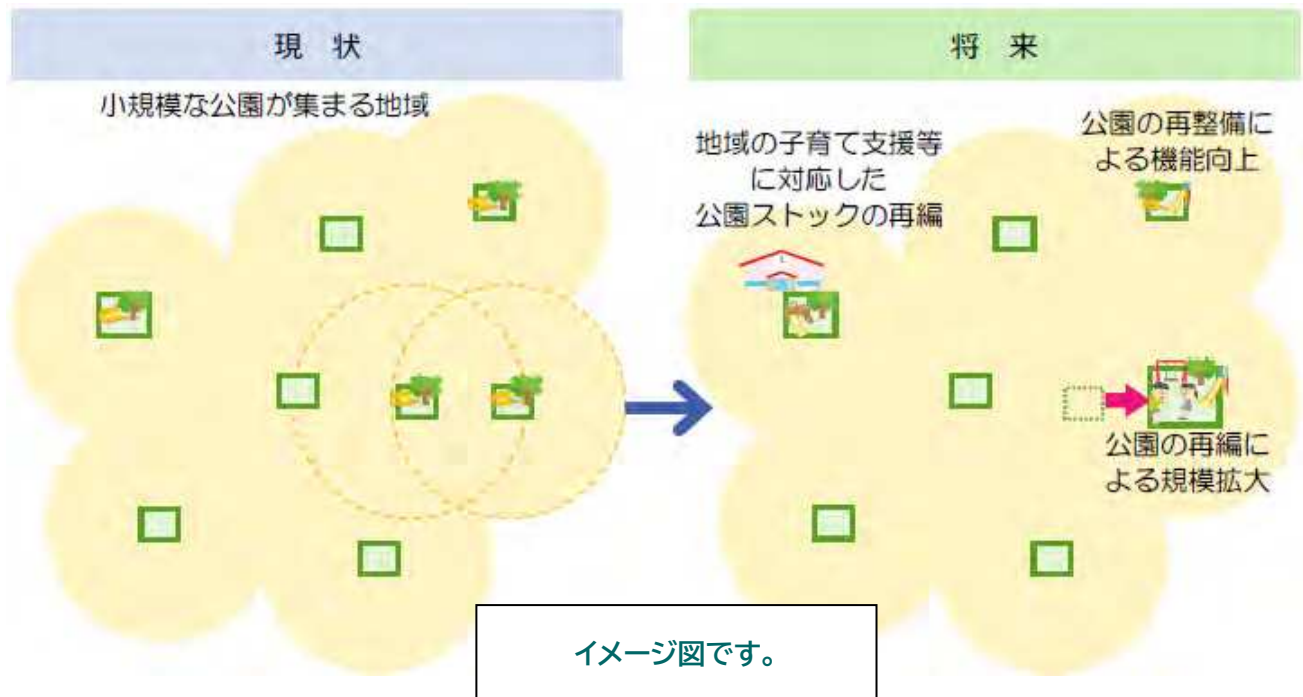 現 状
小規模な公園が集まる地域
将 来
地域の子育て支援等
に対応した
公園ストックの再編
公園の再整備に
よる機能向上
公園の再編に
よる規模拡大
イメージ図です。